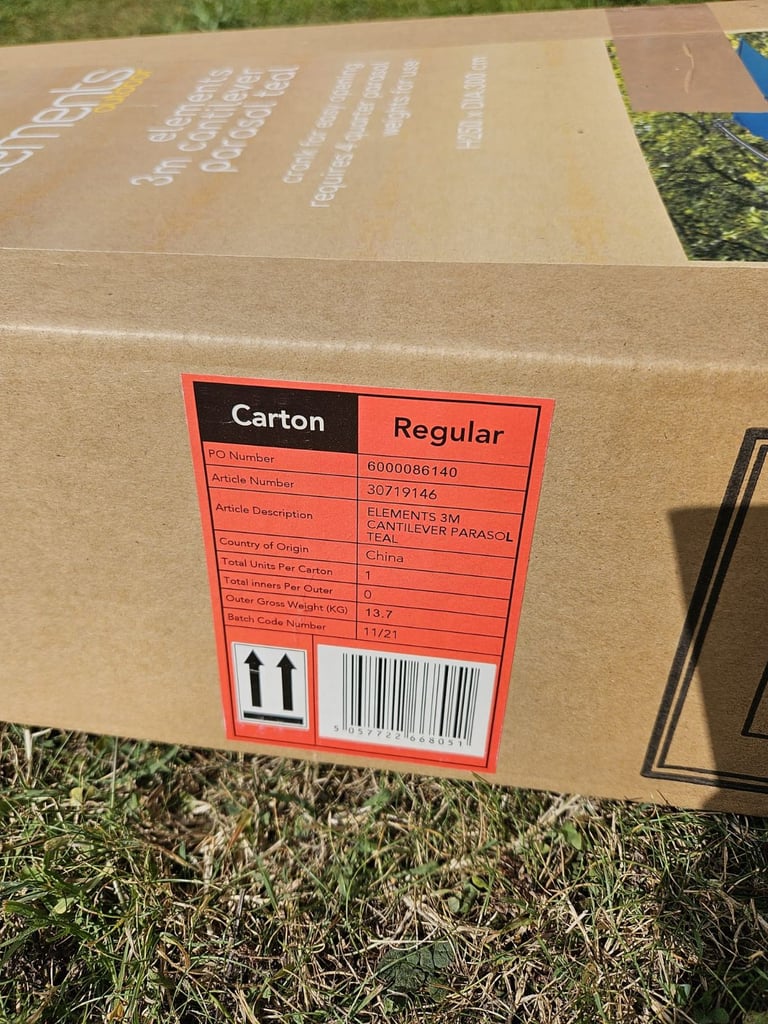 elements
outdoor
elements
3m cantilever
parasol teal
crank for easy opening
requires 4 quarter parasol
weights for use
H250 x DIA 300 cm
Carton Regular
PO Number 6000086140
Article Number 30719146
Article Description ELEMENTS 3M
CANTILEVER PARASOL
TEAL
Country of Origin China
Total Units Per Carton 1
Total inners Per Outer 0
Outer Gross Weight (KG) 13.7
Batch Code Number 11/21
5 057722 668051